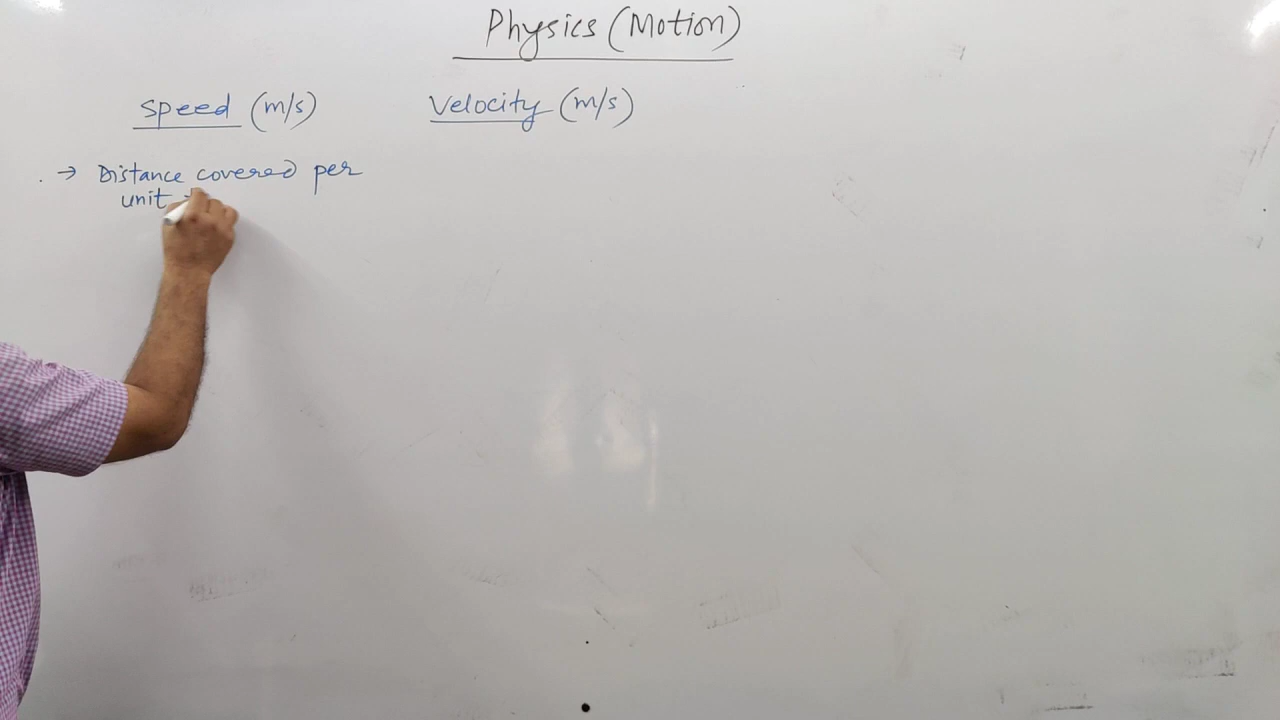 Physics (Motion)
Speed (m/s) Velocity (m/s)
→ Distance covered per
unit